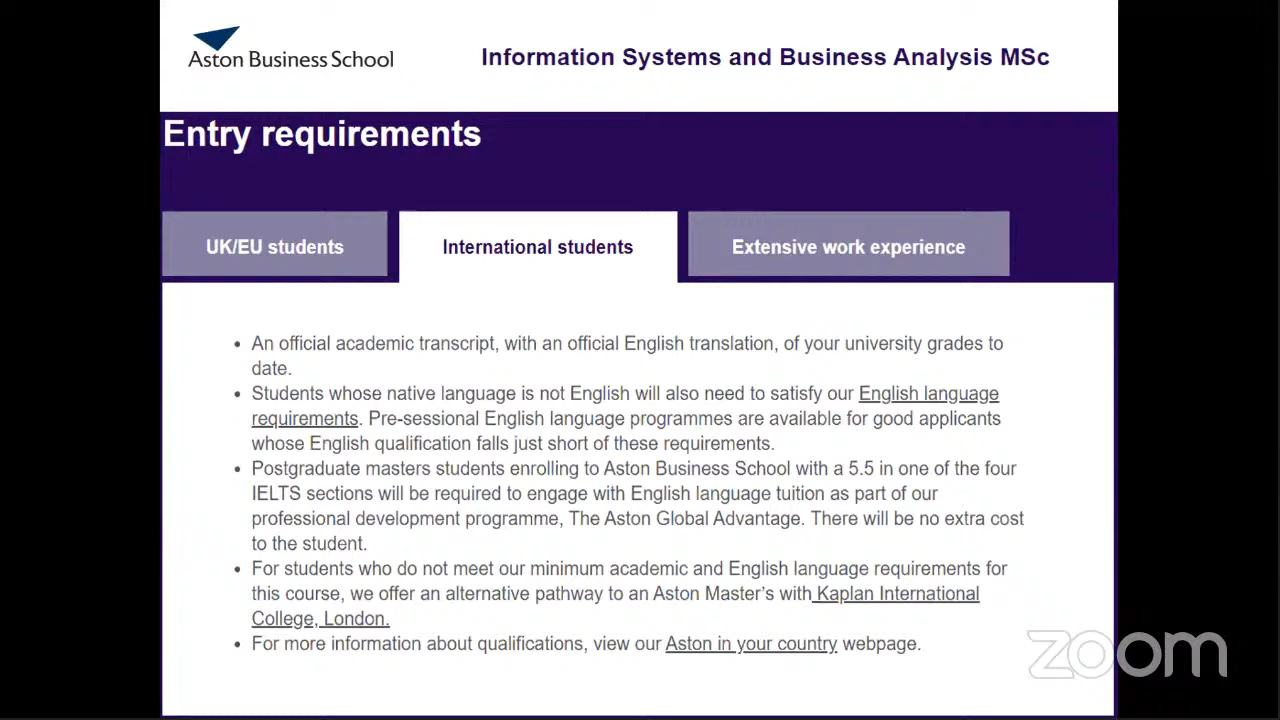 Aston Business School
Information Systems and Business Analysis MSc
Entry requirements
UK/EU students
International students
Extensive work experience
• An official academic transcript, with an official English translation, of your university grades to
date.
• Students whose native language is not English will also need to satisfy our English language
requirements. Pre-sessional English language programmes are available for good applicants
whose English qualification falls just short of these requirements.
• Postgraduate masters students enrolling to Aston Business School with a 5.5 in one of the four
IELTS sections will be required to engage with English language tuition as part of our
professional development programme, The Aston Global Advantage. There will be no extra cost
to the student.
• For students who do not meet our minimum academic and English language requirements for
this course, we offer an alternative pathway to an Aston Master's with Kaplan International
College, London.
• For more information about qualifications, view our Aston in your country webpage.
zoom